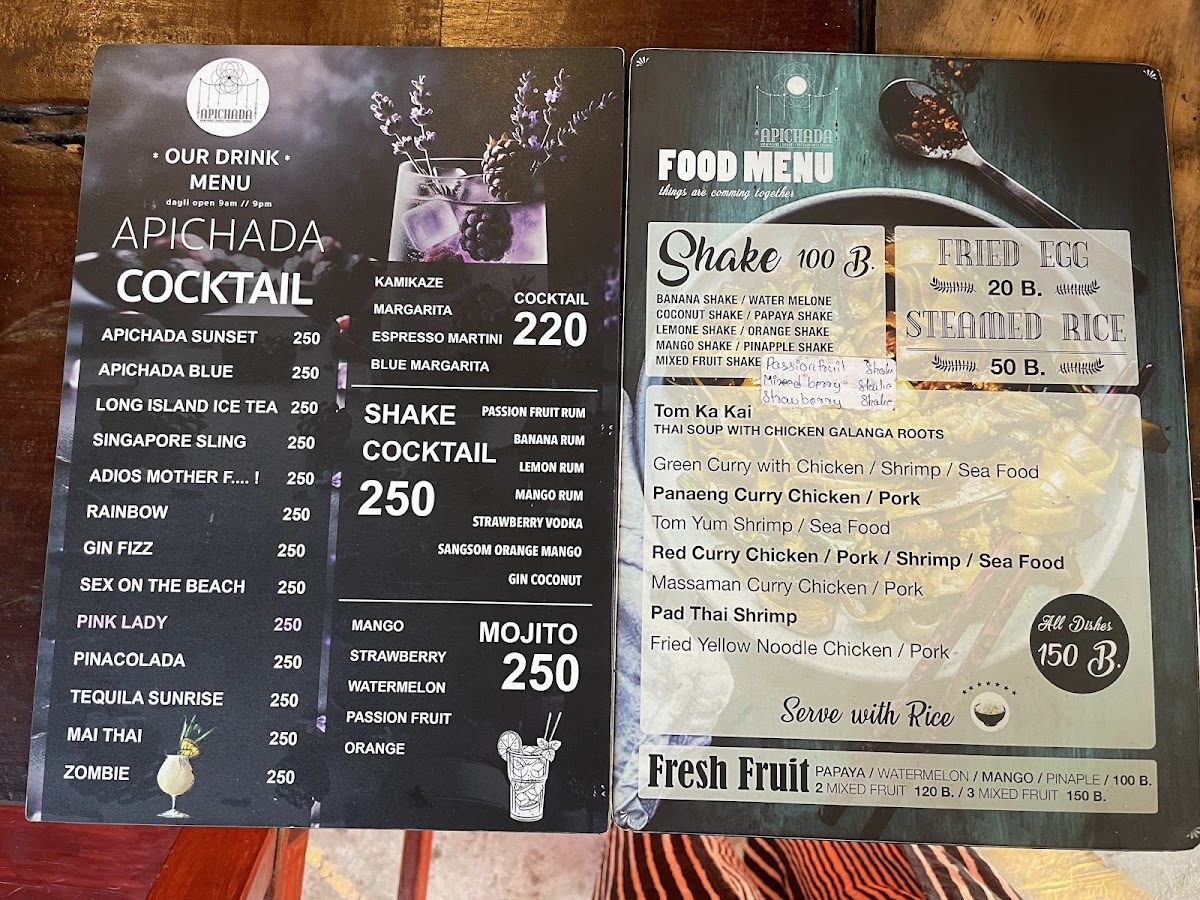 APICHADA
* OUR DRINK *
MENU
dayli open 9am // 9pm
APICHADA
COCKTAIL
APICHADA SUNSET 250
APICHADA BLUE 250
LONG ISLAND ICE TEA 250
SINGAPORE SLING 250
ADIOS MOTHER F.... ! 250
RAINBOW 250
GIN FIZZ 250
SEX ON THE BEACH 250
PINK LADY 250
PINACOLADA 250
TEQUILA SUNRISE 250
MAI THAI 250
ZOMBIE 250
KAMIKAZE
MARGARITA
ESPRESSO MARTINI
BLUE MARGARITA
COCKTAIL
220
SHAKE
COCKTAIL
250
PASSION FRUIT RUM
BANANA RUM
LEMON RUM
MANGO RUM
STRAWBERRY VODKA
SANGSOM ORANGE MANGO
GIN COCONUT
MANGO
STRAWBERRY
WATERMELON
PASSION FRUIT
ORANGE
MOJITO
250
APICHADA
FOOD MENU
things are comming together
Shake 100 B.
BANANA SHAKE / WATER MELONE
COCONUT SHAKE / PAPAYA SHAKE
LEMONE SHAKE / ORANGE SHAKE
MANGO SHAKE / PINAPPLE SHAKE
MIXED FRUIT SHAKE
Passionfruit Shake
Mixed berry Shake
Strawberry Shake
FRIED EGG
20 B.
STEAMED RICE
50 B.
Tom Ka Kai
THAI SOUP WITH CHICKEN GALANGA ROOTS
Green Curry with Chicken / Shrimp / Sea Food
Panaeng Curry Chicken / Pork
Tom Yum Shrimp / Sea Food
Red Curry Chicken / Pork / Shrimp / Sea Food
Massaman Curry Chicken / Pork
Pad Thai Shrimp
Fried Yellow Noodle Chicken / Pork
All Dishes
150 B.
Serve with Rice
Fresh Fruit
PAPAYA / WATERMELON / MANGO / PINAPLE / 100 B.
2 MIXED FRUIT 120 B. / 3 MIXED FRUIT 150 B.